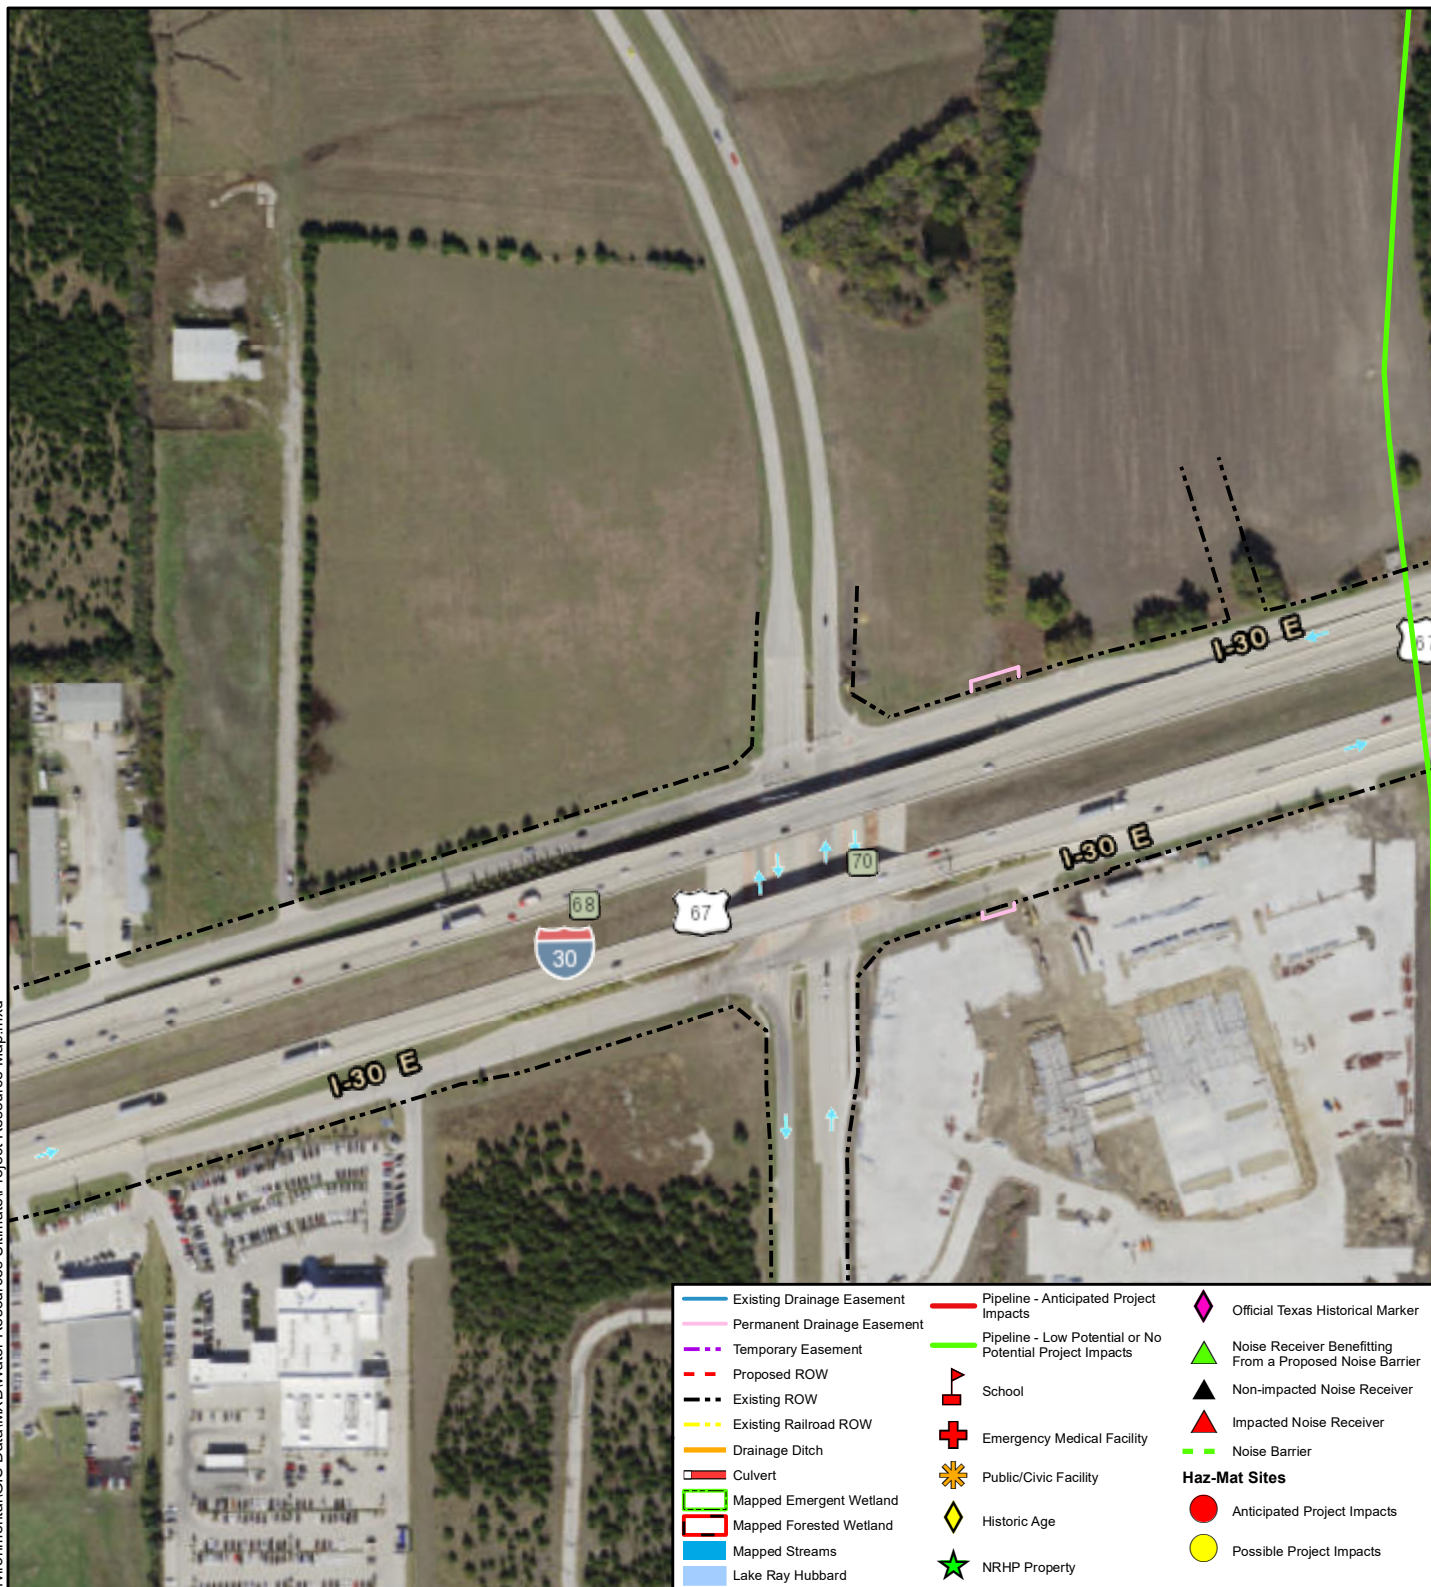 I-30 E
67
I-30 E
70
68
67
30
I-30 E
Existing Drainage Easement
Permanent Drainage Easement
Temporary Easement
Proposed ROW
Existing ROW
Existing Railroad ROW
Drainage Ditch
Culvert
Mapped Emergent Wetland
Mapped Forested Wetland
Mapped Streams
Lake Ray Hubbard
Pipeline - Anticipated Project
Impacts
Pipeline - Low Potential or No
Potential Project Impacts
School
Emergency Medical Facility
Public/Civic Facility
Historic Age
NRHP Property
Official Texas Historical Marker
Noise Receiver Benefitting
From a Proposed Noise Barrier
Non-impacted Noise Receiver
Impacted Noise Receiver
Noise Barrier
Haz-Mat Sites
Anticipated Project Impacts
Possible Project Impacts